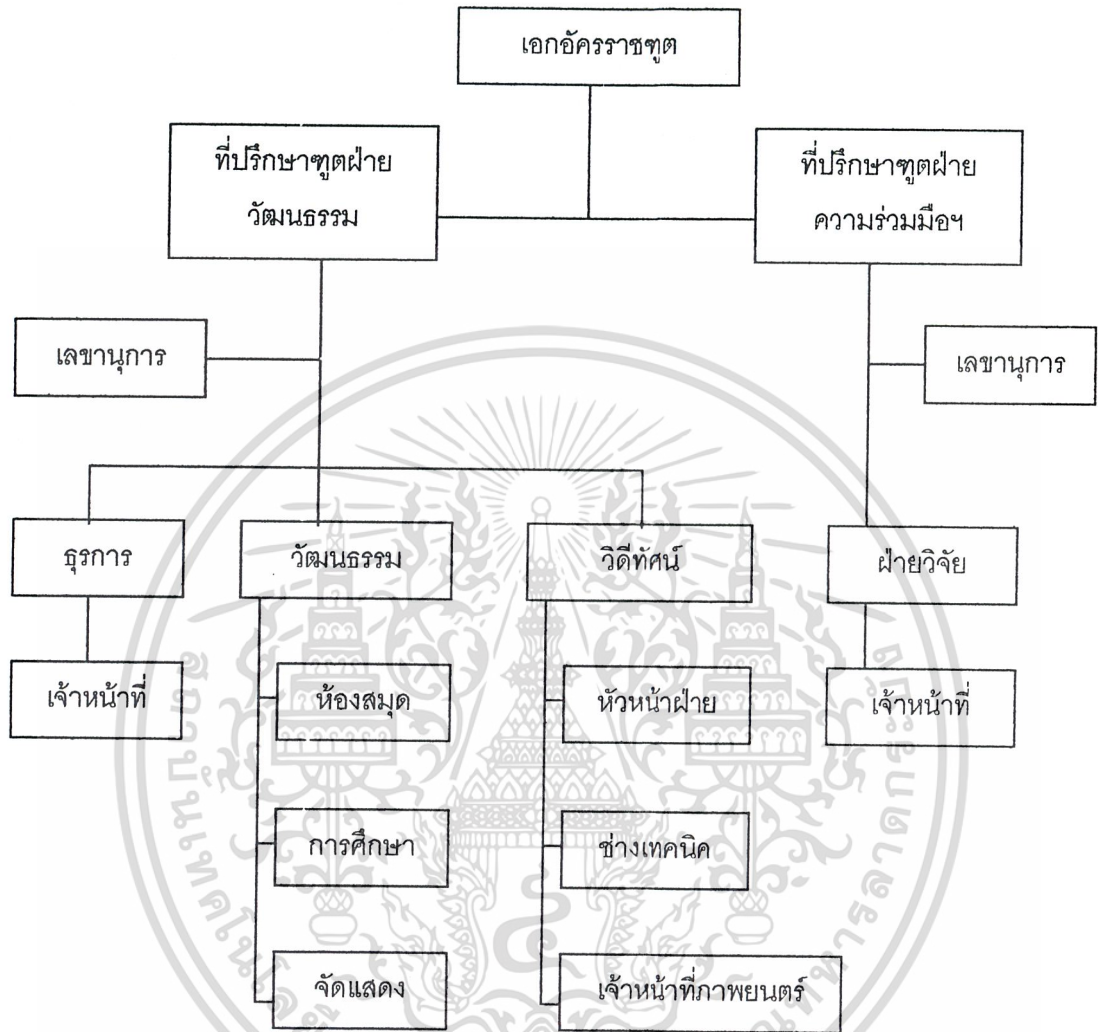 เอกอัครราชฑูต
ที่ปรึกษาฑูตฝ่าย
วัฒนธรรม
ที่ปรึกษาฑูตฝ่าย
ความร่วมมือฯ
เลขานุการ
เลขานุการ
ธุรการ
วัฒนธรรม
วิดีทัศน์
ฝ่ายวิจัย
เจ้าหน้าที่
ห้องสมุด
หัวหน้าฝ่าย
เจ้าหน้าที่
การศึกษา
ช่างเทคนิค
จัดแสดง
เจ้าหน้าที่ภาพยนตร์